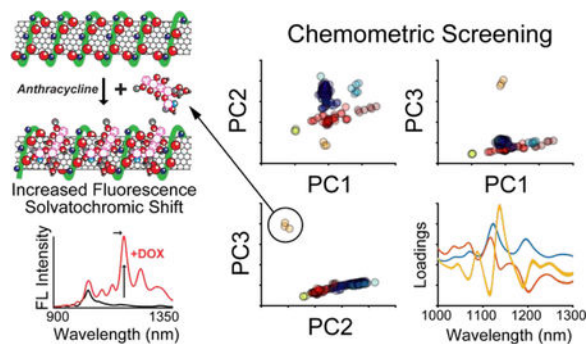 Chemometric Screening
Anthracycline
+
Increased Fluorescence
Solvatochromic Shift
FL Intensity
+DOX
900
1350
Wavelength (nm)
PC2
PC1
PC3
PC1
PC3
PC2
Loadings
1000 1100 1200 1300
Wavelength (nm)